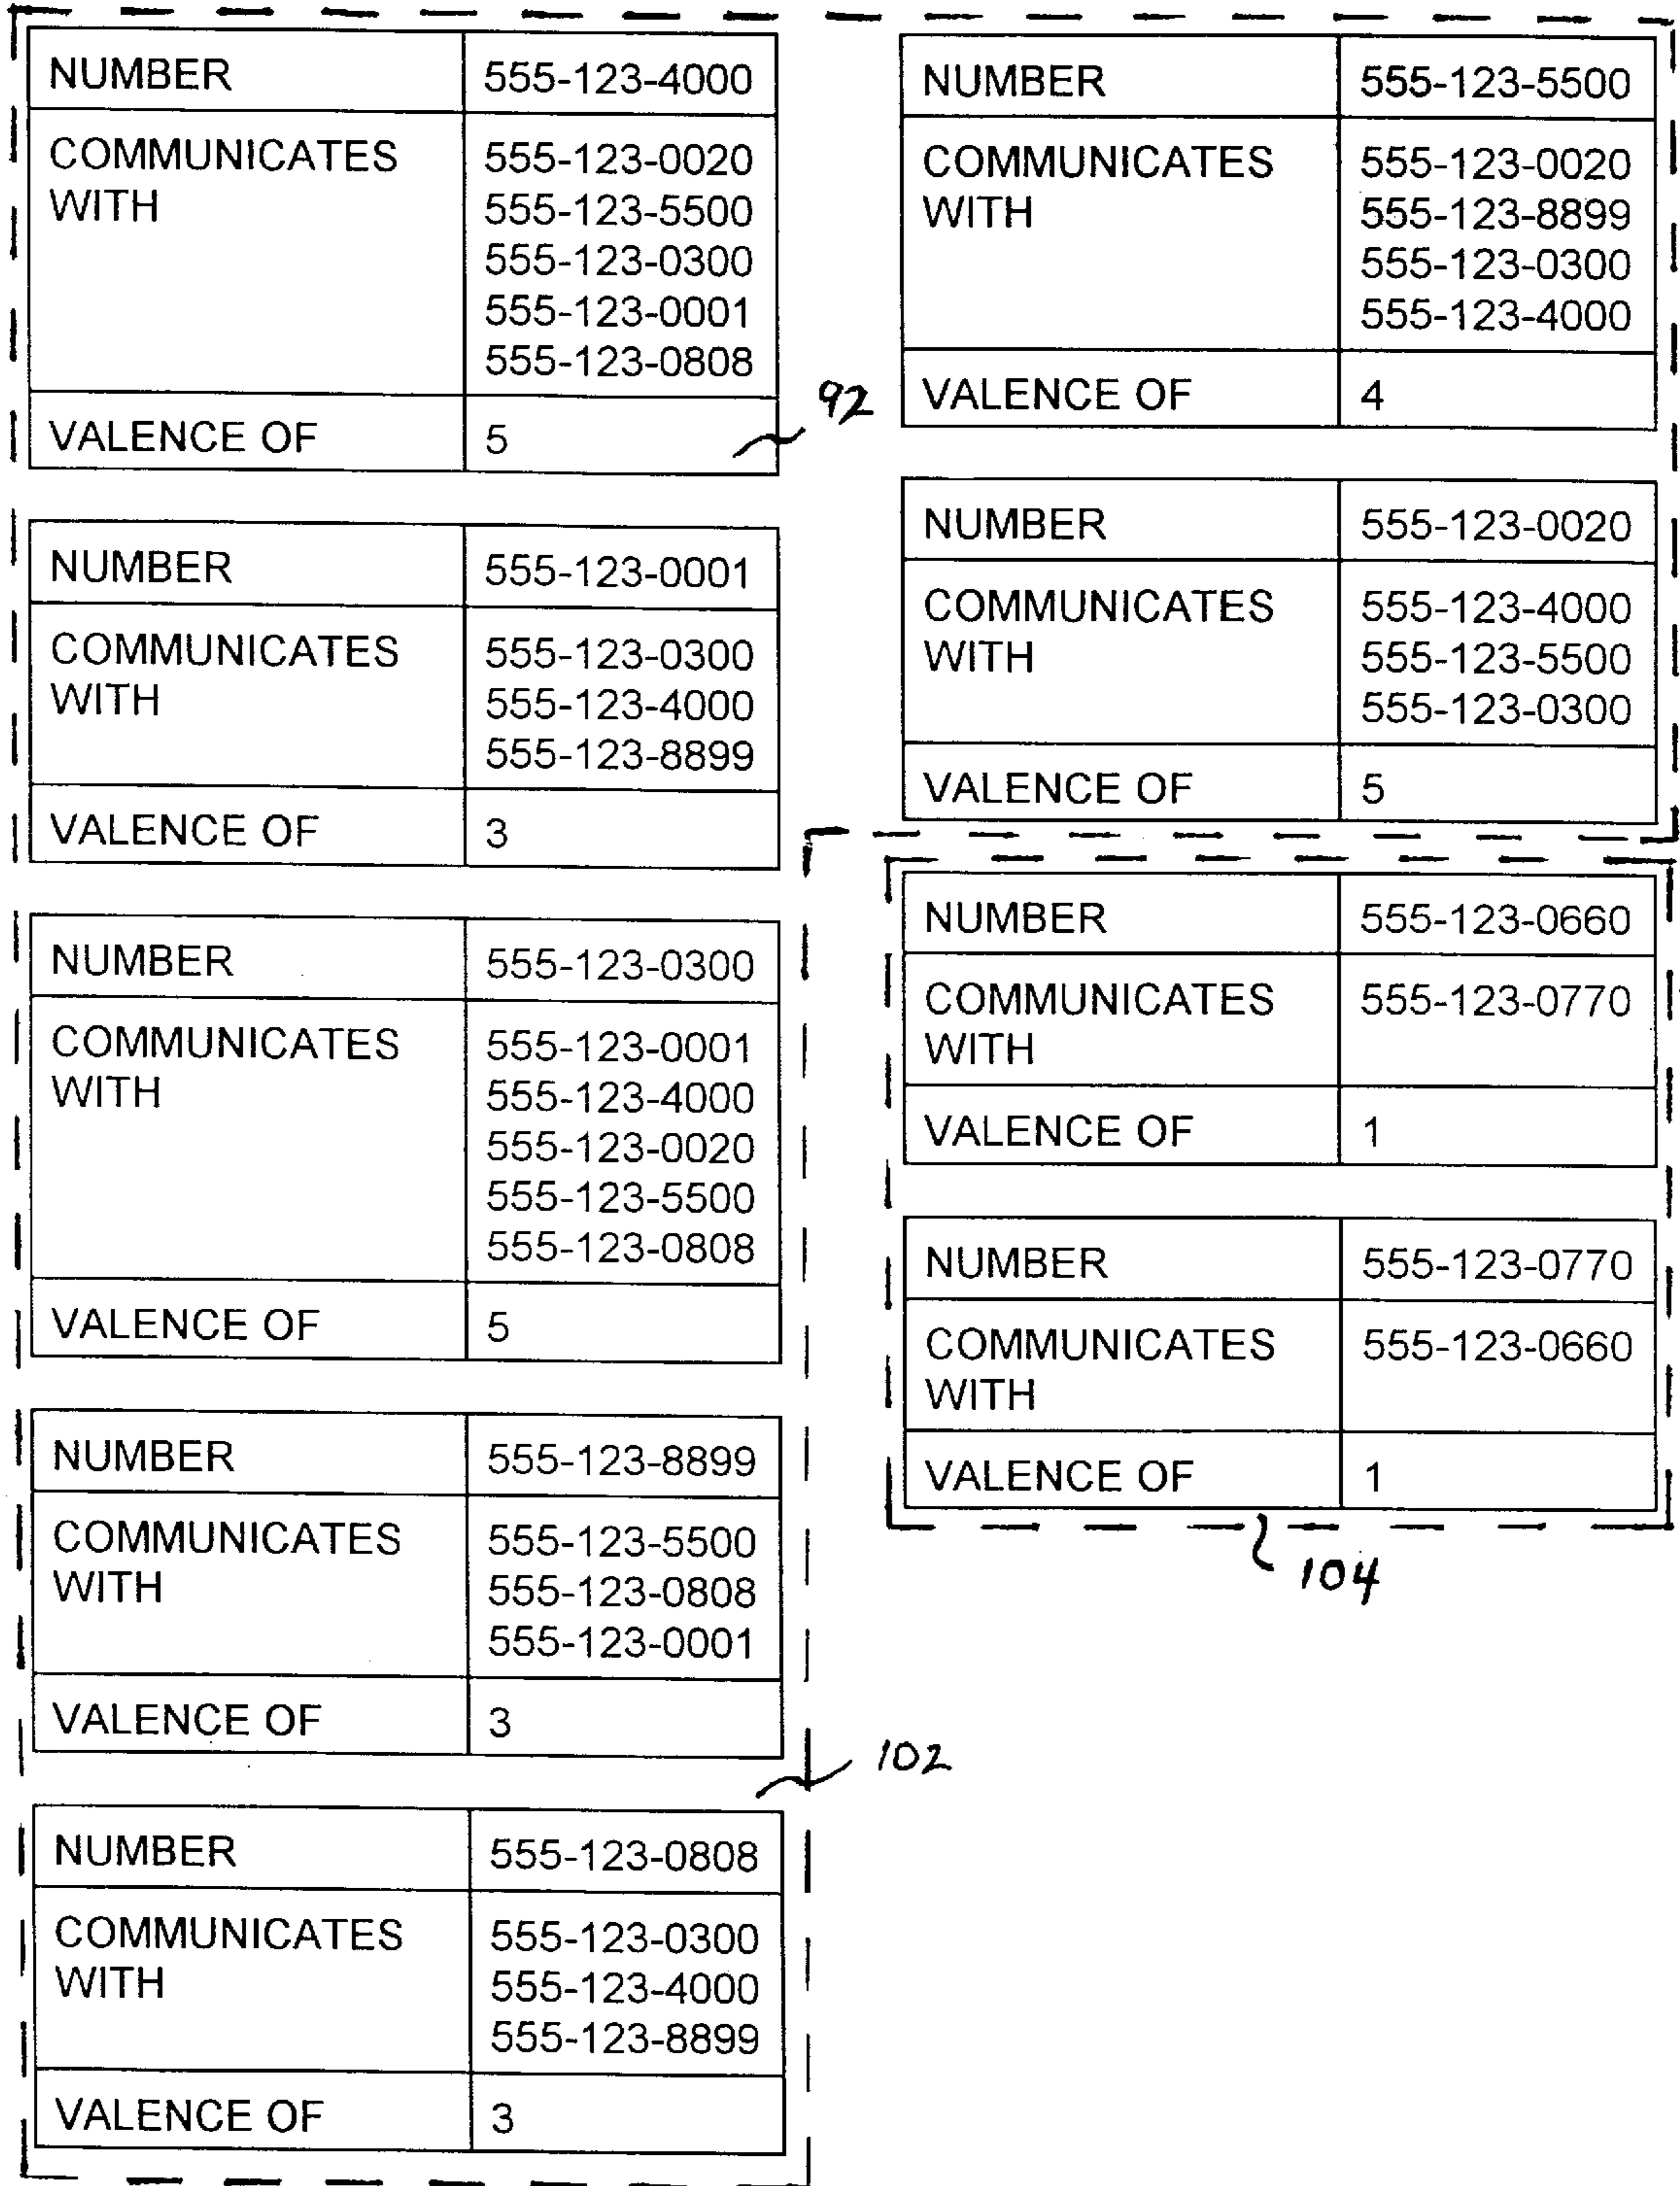 NUMBER 555-123-4000
COMMUNICATES WITH 555-123-0020
555-123-5500
555-123-0300
555-123-0001
555-123-0808
VALENCE OF 5
92
NUMBER 555-123-0001
COMMUNICATES WITH 555-123-0300
555-123-4000
555-123-8899
VALENCE OF 3
NUMBER 555-123-0300
COMMUNICATES WITH 555-123-0001
555-123-4000
555-123-0020
555-123-5500
555-123-0808
VALENCE OF 5
NUMBER 555-123-8899
COMMUNICATES WITH 555-123-5500
555-123-0808
555-123-0001
VALENCE OF 3
102
NUMBER 555-123-0808
COMMUNICATES WITH 555-123-0300
555-123-4000
555-123-8899
VALENCE OF 3
NUMBER 555-123-5500
COMMUNICATES WITH 555-123-0020
555-123-8899
555-123-0300
555-123-4000
VALENCE OF 4
NUMBER 555-123-0020
COMMUNICATES WITH 555-123-4000
555-123-5500
555-123-0300
VALENCE OF 5
NUMBER 555-123-0660
COMMUNICATES WITH 555-123-0770
VALENCE OF 1
NUMBER 555-123-0770
COMMUNICATES WITH 555-123-0660
VALENCE OF 1
104